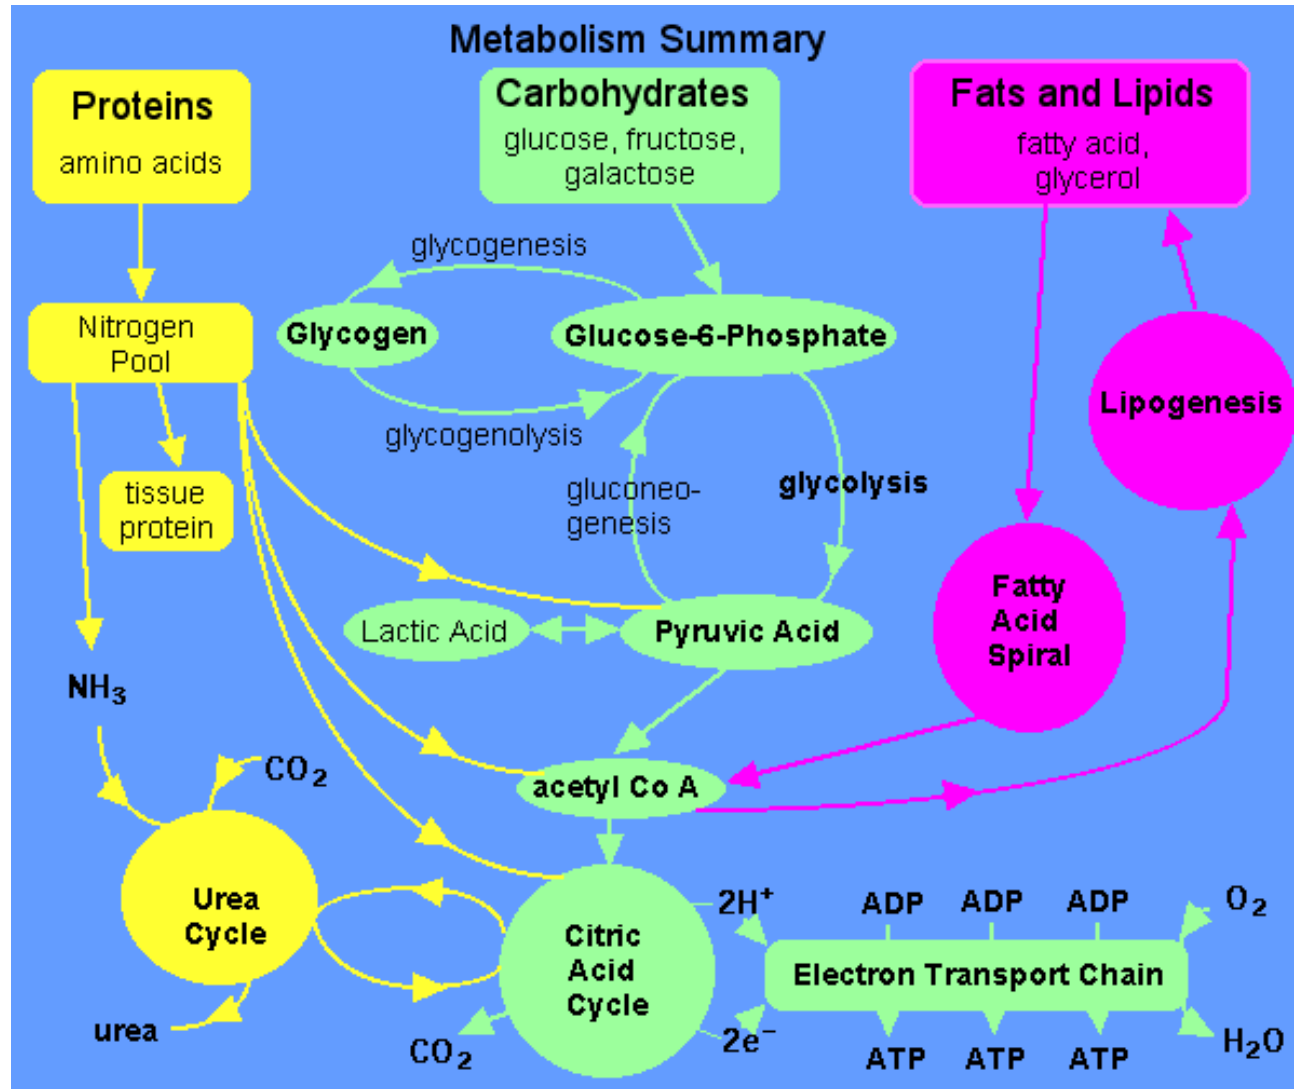 Metabolism Summary
Proteins
amino acids
Carbohydrates
glucose, fructose,
galactose
Fats and Lipids
fatty acid,
glycerol
glycogenesis
Nitrogen
Pool
Glycogen
Glucose-6-Phosphate
Lipogenesis
glycogenolysis
tissue
protein
gluconeo-
genesis
glycolysis
Fatty
Acid
Spiral
Lactic Acid
Pyruvic Acid
NH₃
CO₂
acetyl Co A
Urea
Cycle
Citric
Acid
Cycle
2H⁺
ADP ADP ADP
O₂
Electron Transport Chain
urea
CO₂
2e⁻
ATP ATP ATP
H₂O